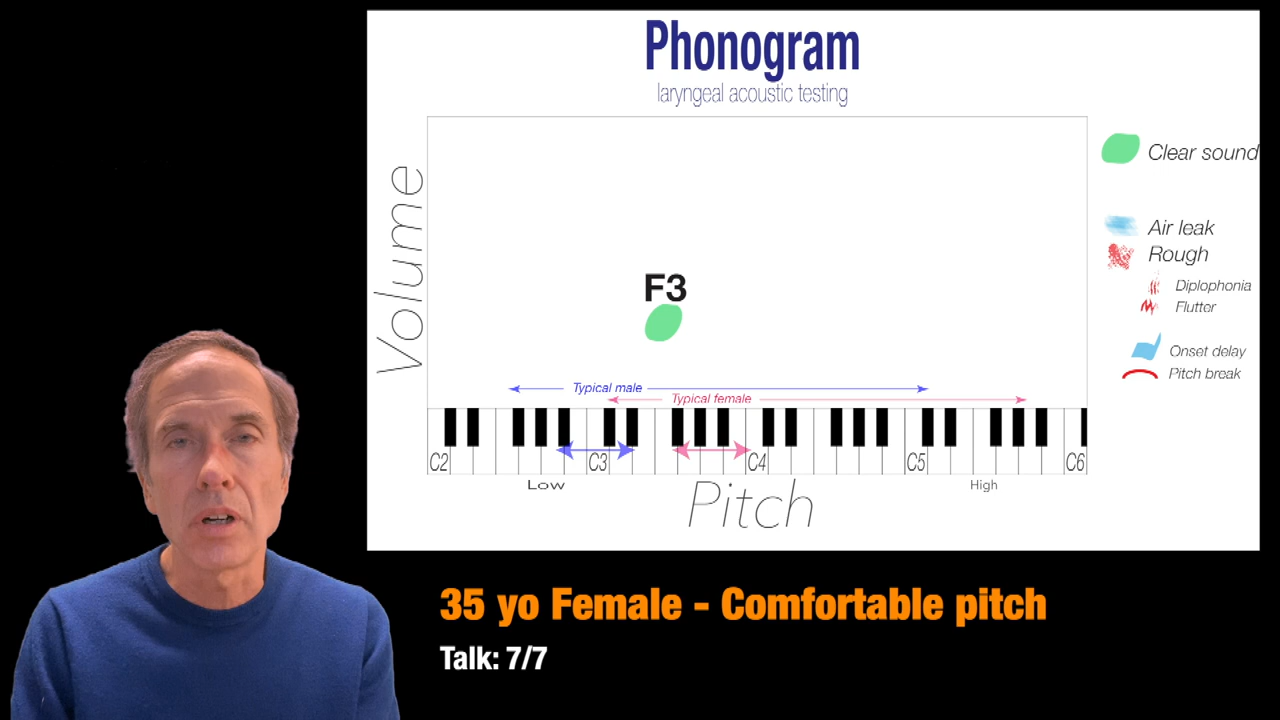 Phonogram
laryngeal acoustic testing
Volume
F3
Clear sound
Air leak
Rough
Diplophonia
Flutter
Onset delay
Pitch break
Typical male
Typical female
C2 C3 C4 C5 C6
Low High
Pitch
35 yo Female - Comfortable pitch
Talk: 7/7